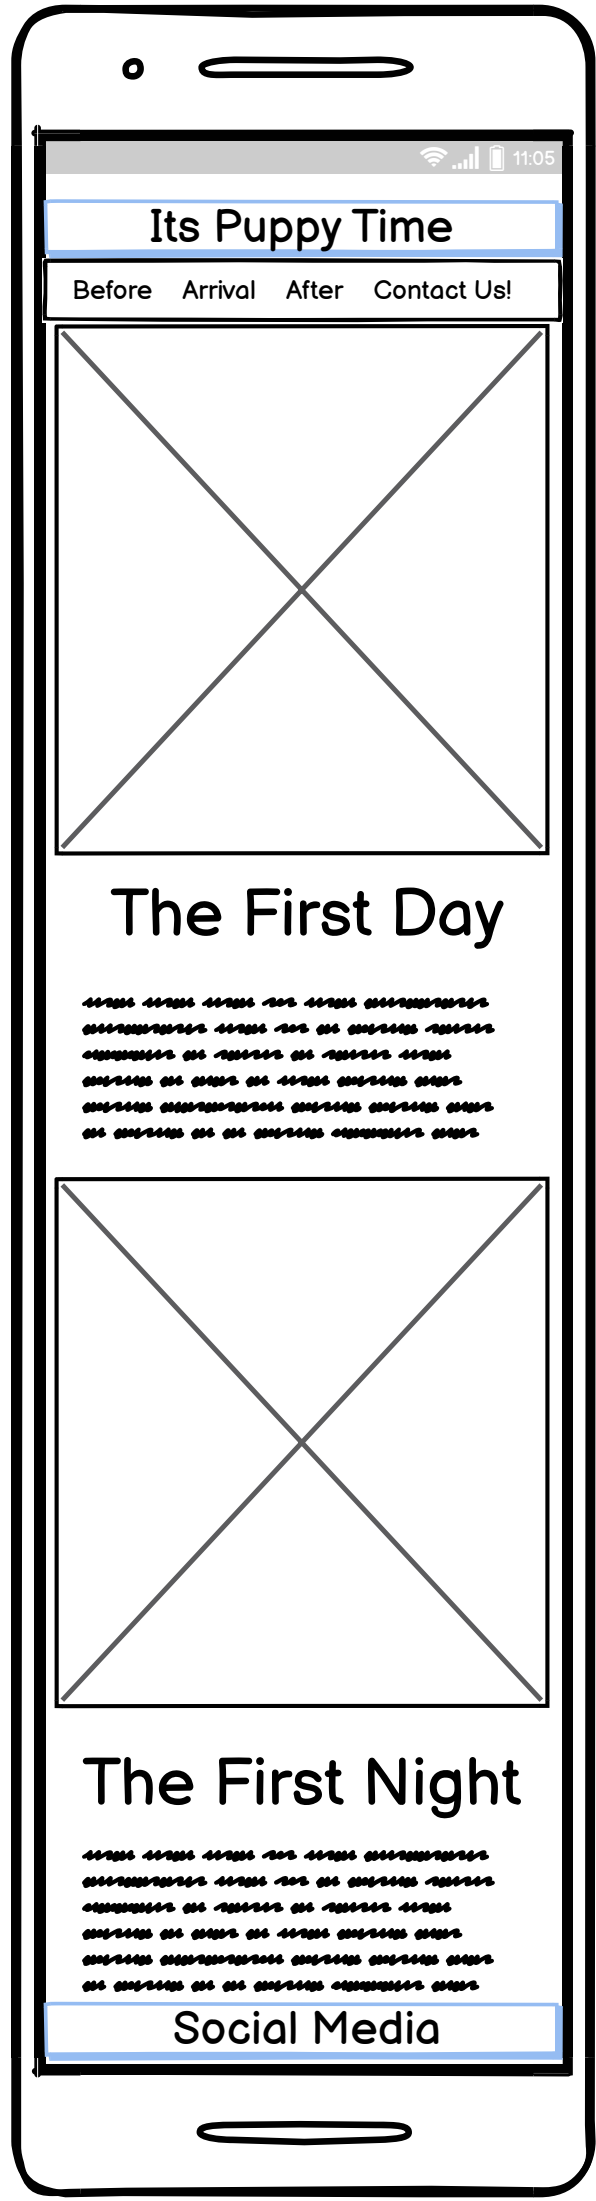 11:05
Its Puppy Time
Before Arrival After Contact Us!
The First Day
The First Night
Social Media